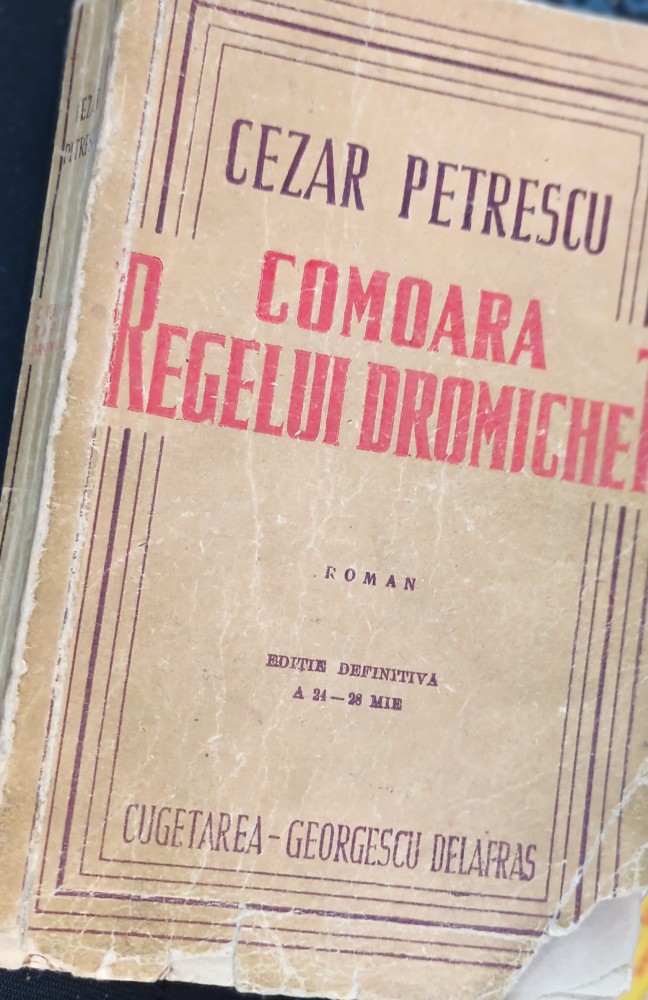 CEZAR PETRESCU
COMOARA
REGELUI DROMICHET
ROMAN
EDIȚIE DEFINITIVA
A 24—28 MIE
CUGETAREA-GEORGESCU DELAFRAS